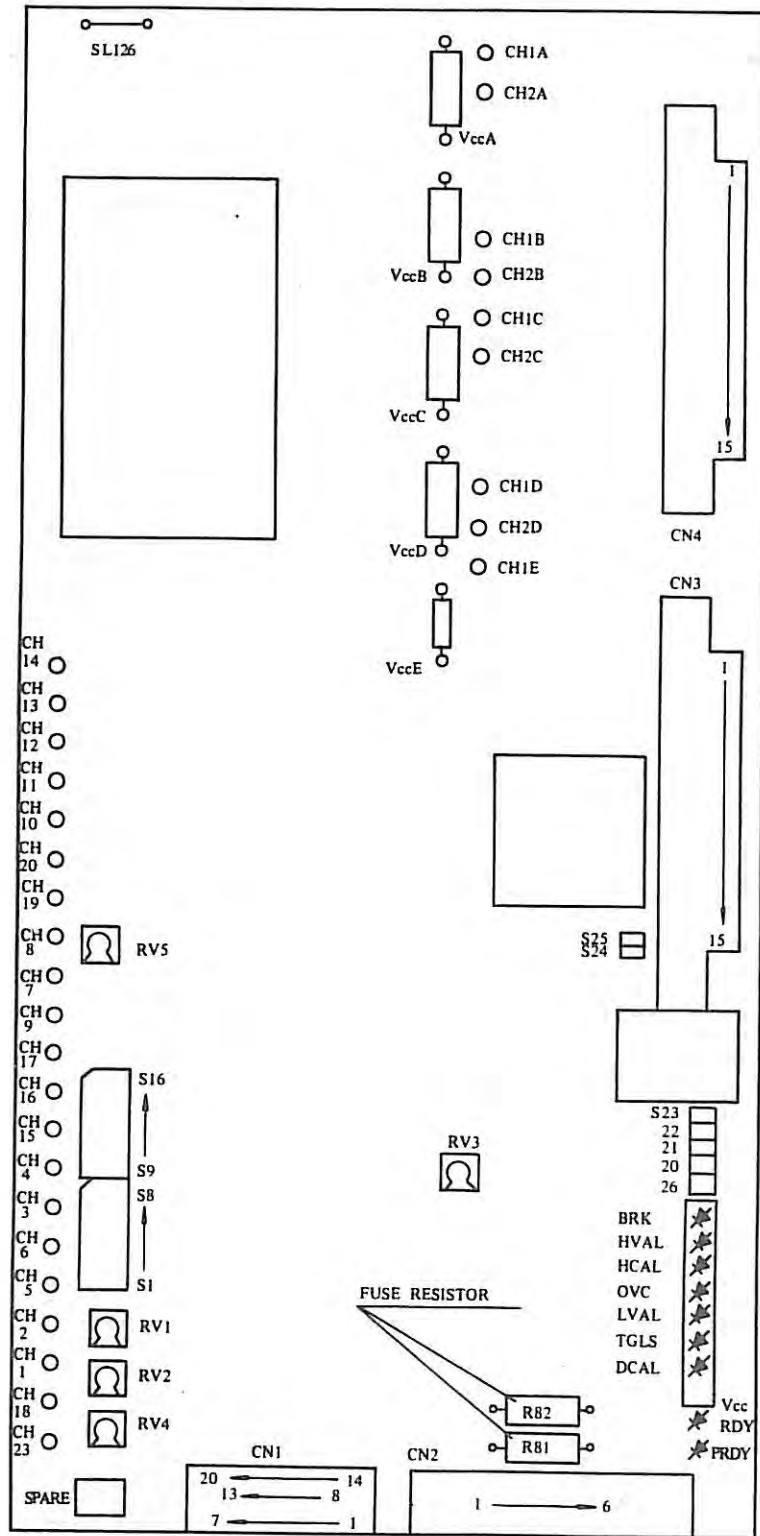 SL126
CH1A
CH2A
VccA
CH1B
VccB
CH2B
CH1C
CH2C
VccC
CH1D
CH2D
VccD
CH1E
VccE
1
15
CN4
CN3
1
15
CH
14
CH
13
CH
12
CH
11
CH
10
CH
20
CH
19
CH
8
RV5
CH
7
CH
9
CH
17
CH
16
CH
15
CH
4
CH
3
CH
6
CH
5
CH
2
CH
1
CH
18
CH
23
S16
S9
S8
S1
RV1
RV2
RV4
SPARE
RV3
S25
S24
S23
22
21
20
26
BRK
HVAL
HCAL
OVC
LVAL
TGLS
DCAL
Vcc
RDY
PRDY
FUSE RESISTOR
R82
R81
CN1
20 14
13 8
7 1
CN2
1 6